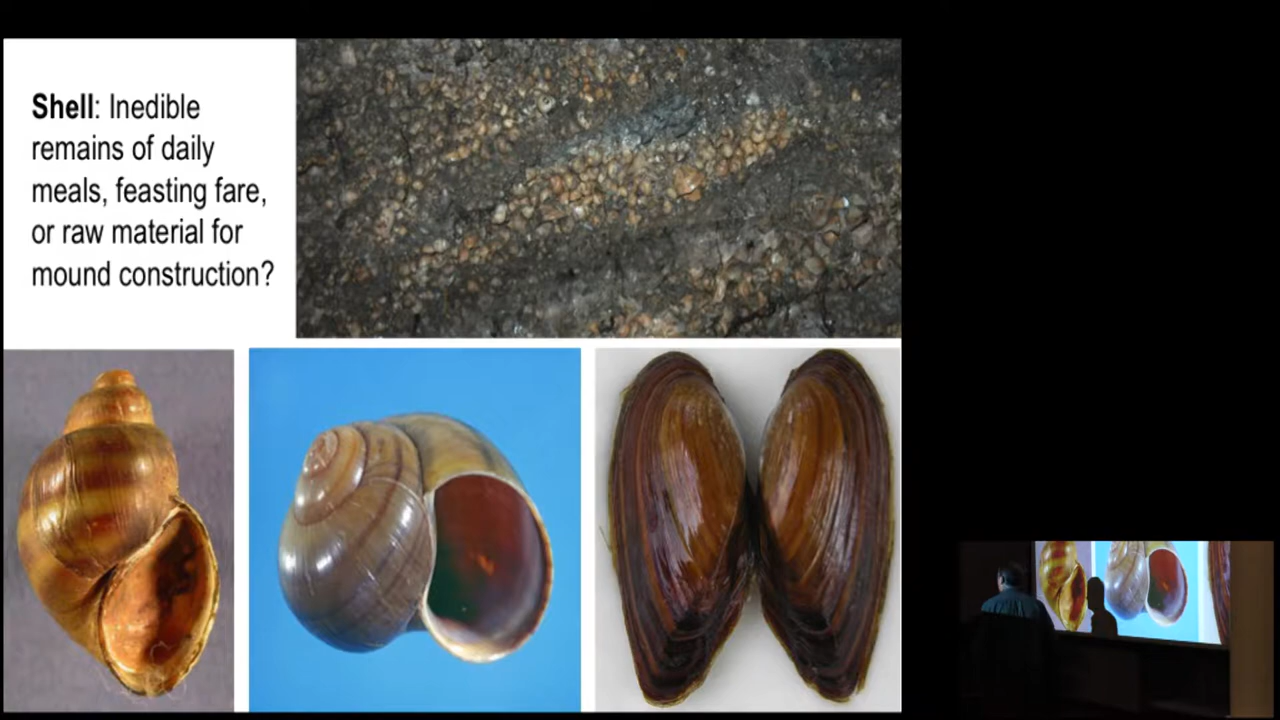 Shell: Inedible
remains of daily
meals, feasting fare,
or raw material for
mound construction?